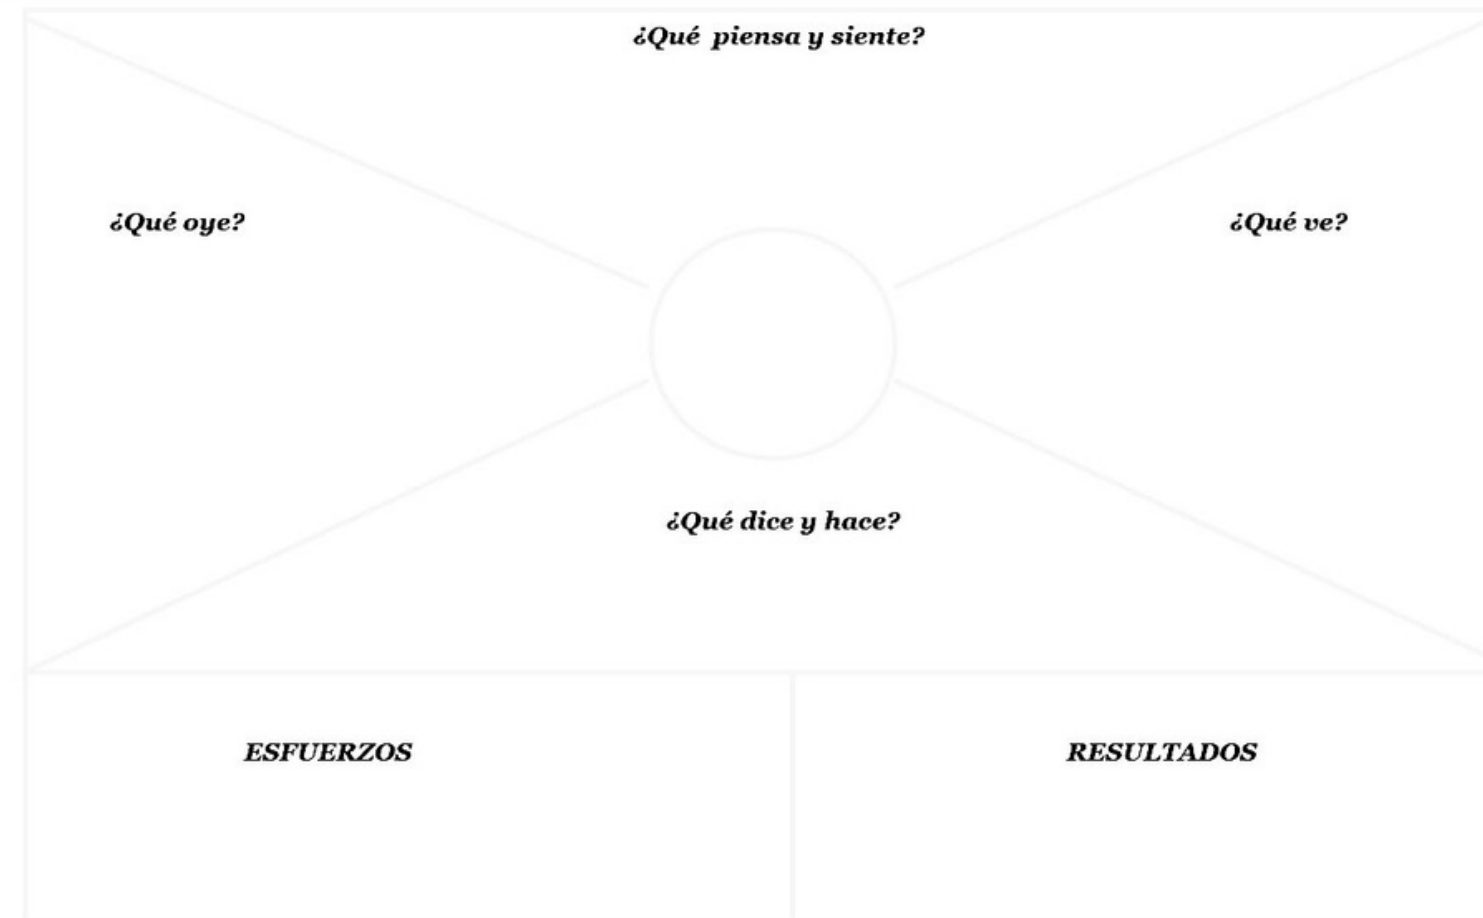 ¿Qué piensa y siente?
¿Qué oye?
¿Qué ve?
¿Qué dice y hace?
ESFUERZOS
RESULTADOS